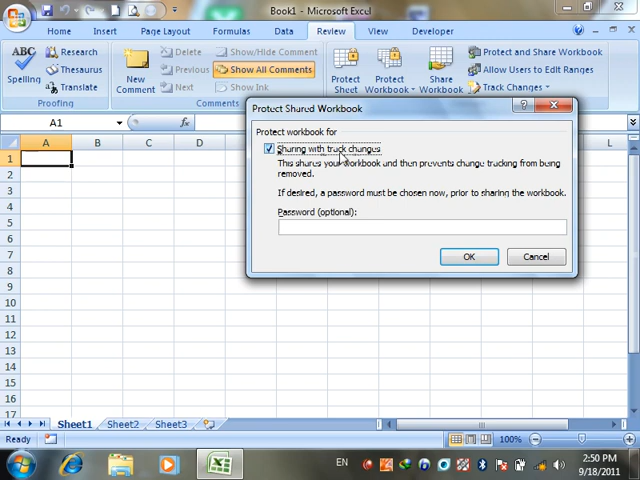 Book1 - Microsoft Excel
Home Insert Page Layout Formulas Data Review View Developer
ABC
Spelling
Research
Thesaurus
Translate
Proofing
New Comment
Delete
Previous
Show/Hide Comment
Show All Comments
Show Ink
Comments
Protect Sheet
Protect Workbook
Share Workbook
Protect and Share Workbook
Allow Users to Edit Ranges
Track Changes
A1
fx
A B C D L
1
2
3
4
5
6
7
8
9
10
11
12
13
14
15
16
17
Protect Shared Workbook
Protect workbook for
Sharing with track changes
This shares your workbook and then prevents change tracking from being
removed.
If desired, a password must be chosen now, prior to sharing the workbook.
Password (optional):
OK Cancel
Sheet1 Sheet2 Sheet3
Ready 100%
EN 2:50 PM
9/18/2011